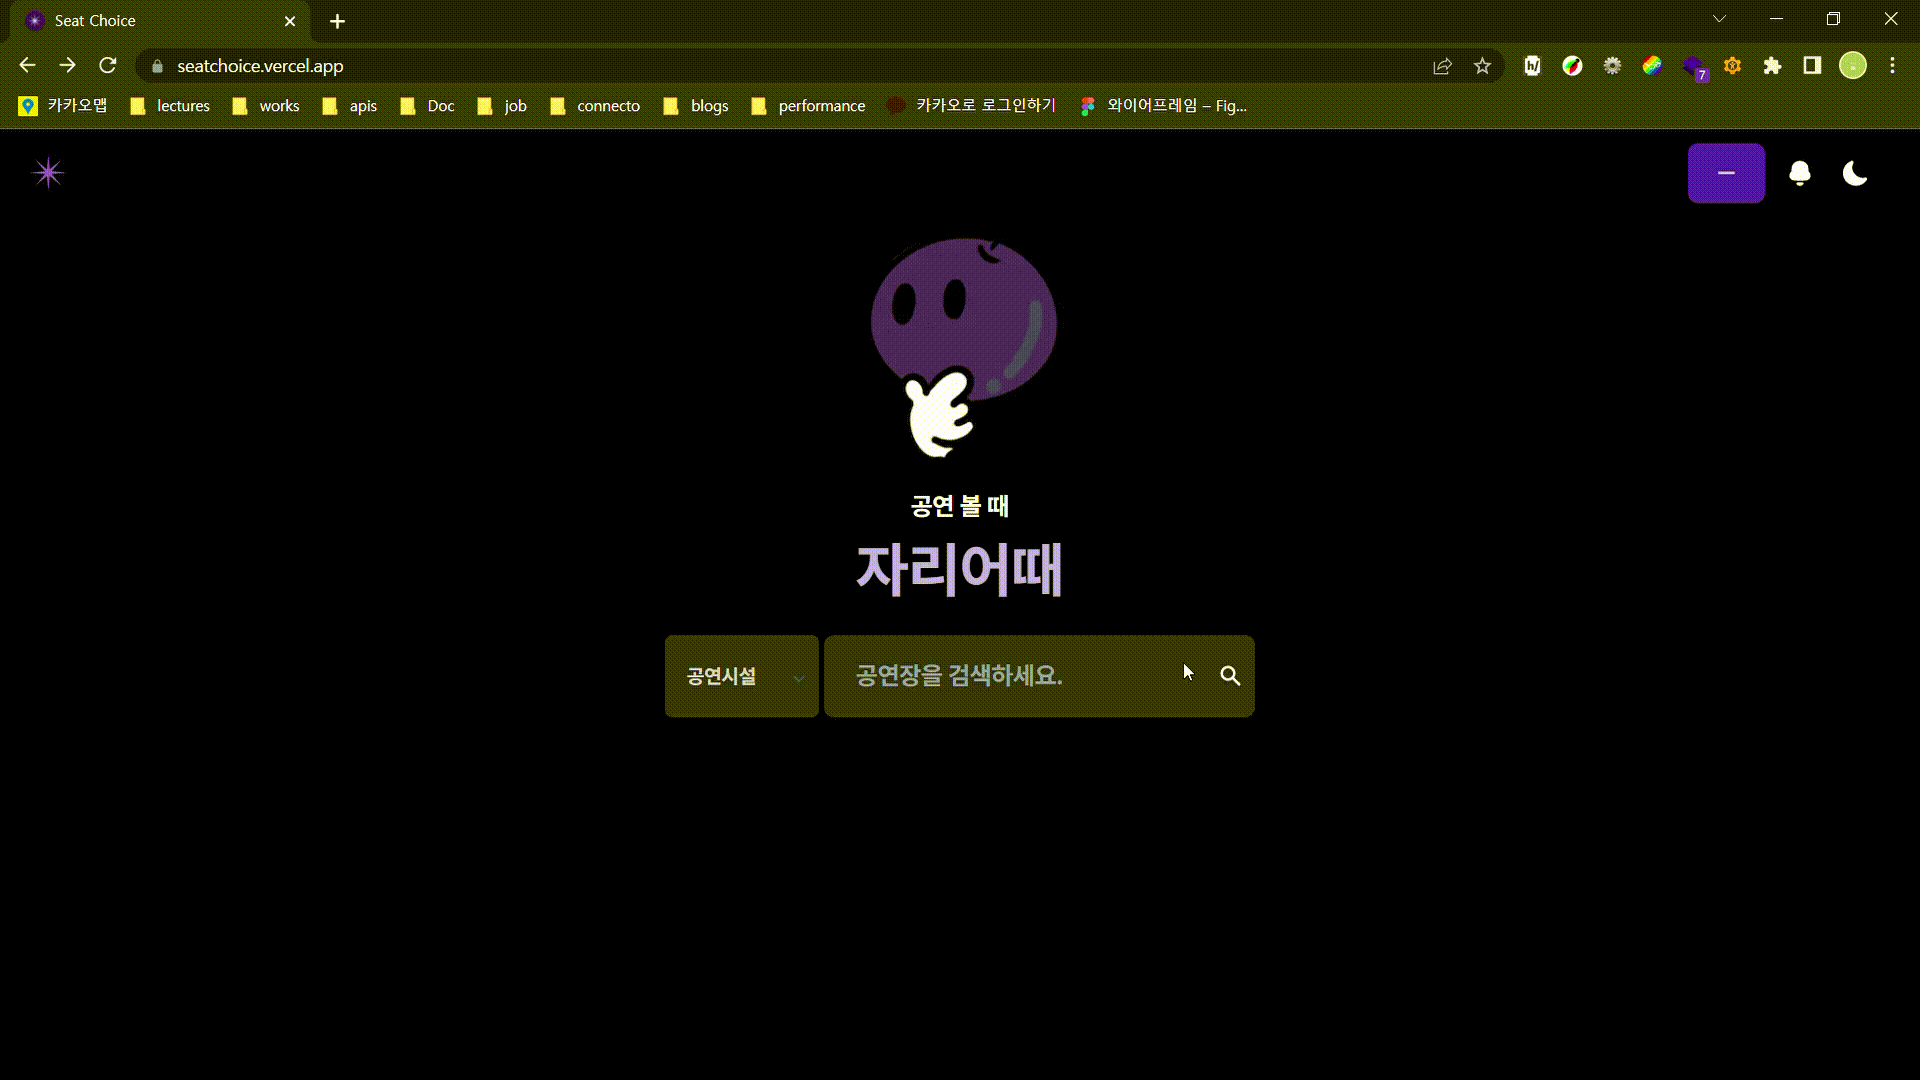 Seat Choice
seatchoice.vercel.app
7
카카오맵 lectures works apis Doc job connecto blogs performance 카카오로 로그인하기 와이어프레임 – Fig...
공연 볼 때
자리어때
공연시설 공연장을 검색하세요.